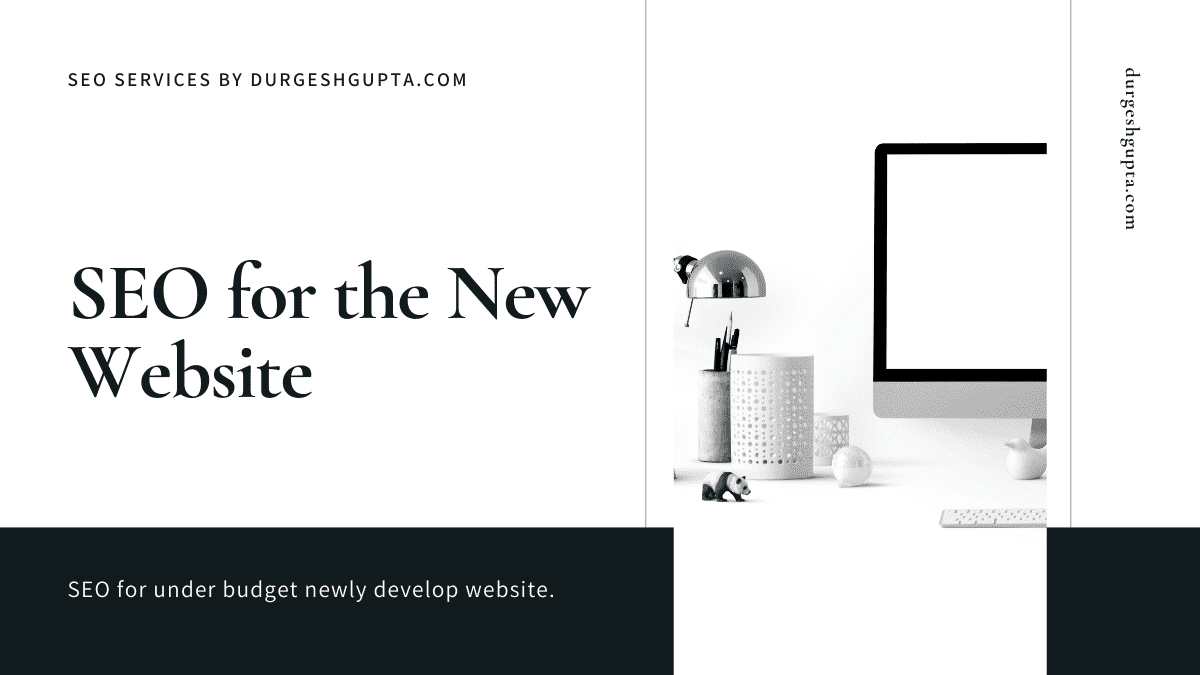 SEO SERVICES BY DURGESHGUPTA.COM
durgeshgupta.com
SEO for the New
Website
SEO for under budget newly develop website.